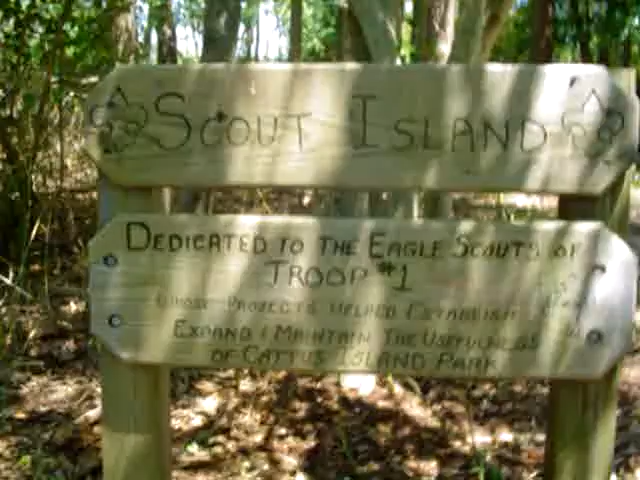 SCOUT ISLAND
DEDICATED TO THE EAGLE SCOUTS OF
TROOP #1
WHOSE PROJECTS HELPED ESTABLISH
EXPAND & MAINTAIN THE USEFULNESS
OF CATTUS ISLAND PARK